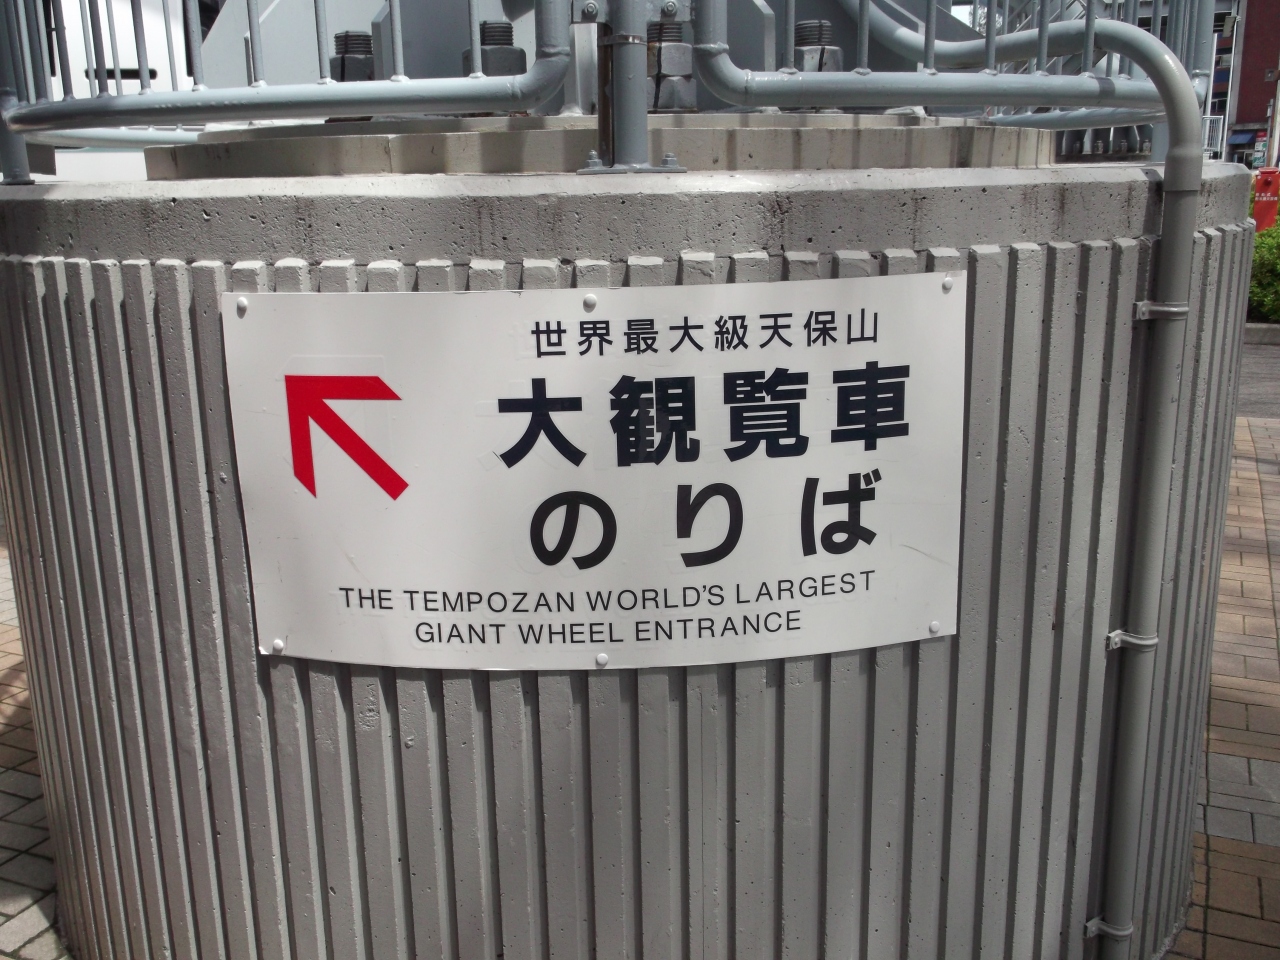 世界最大級天保山
大観覧車
のりば
THE TEMPOZAN WORLD'S LARGEST
GIANT WHEEL ENTRANCE